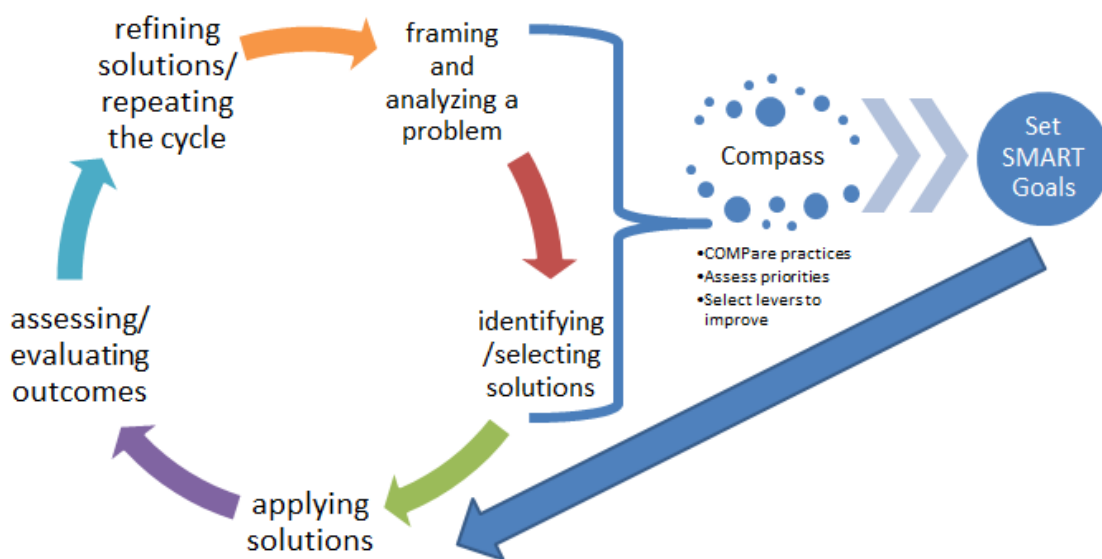 refining
solutions/
repeating
the cycle
framing
and
analyzing a
problem
identifying
/selecting
solutions
applying
solutions
assessing/
evaluating
outcomes
Compass
•COMPare practices
•Assess priorities
•Select levers to
improve
Set
SMART
Goals